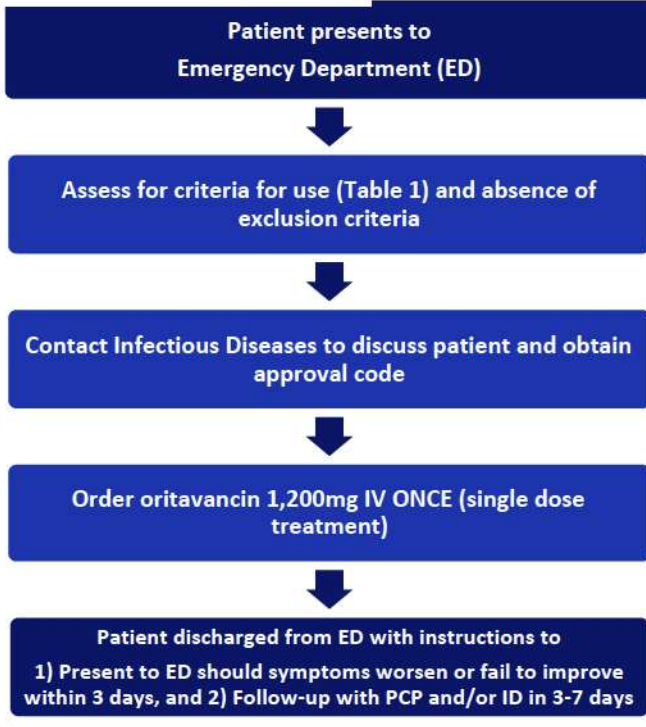 Patient presents to
Emergency Department (ED)
Assess for criteria for use (Table 1) and absence of
exclusion criteria
Contact Infectious Diseases to discuss patient and obtain
approval code
Order oritavancin 1,200mg IV ONCE (single dose
treatment)
Patient discharged from ED with instructions to
1) Present to ED should symptoms worsen or fail to improve
within 3 days, and 2) Follow-up with PCP and/or ID in 3-7 days